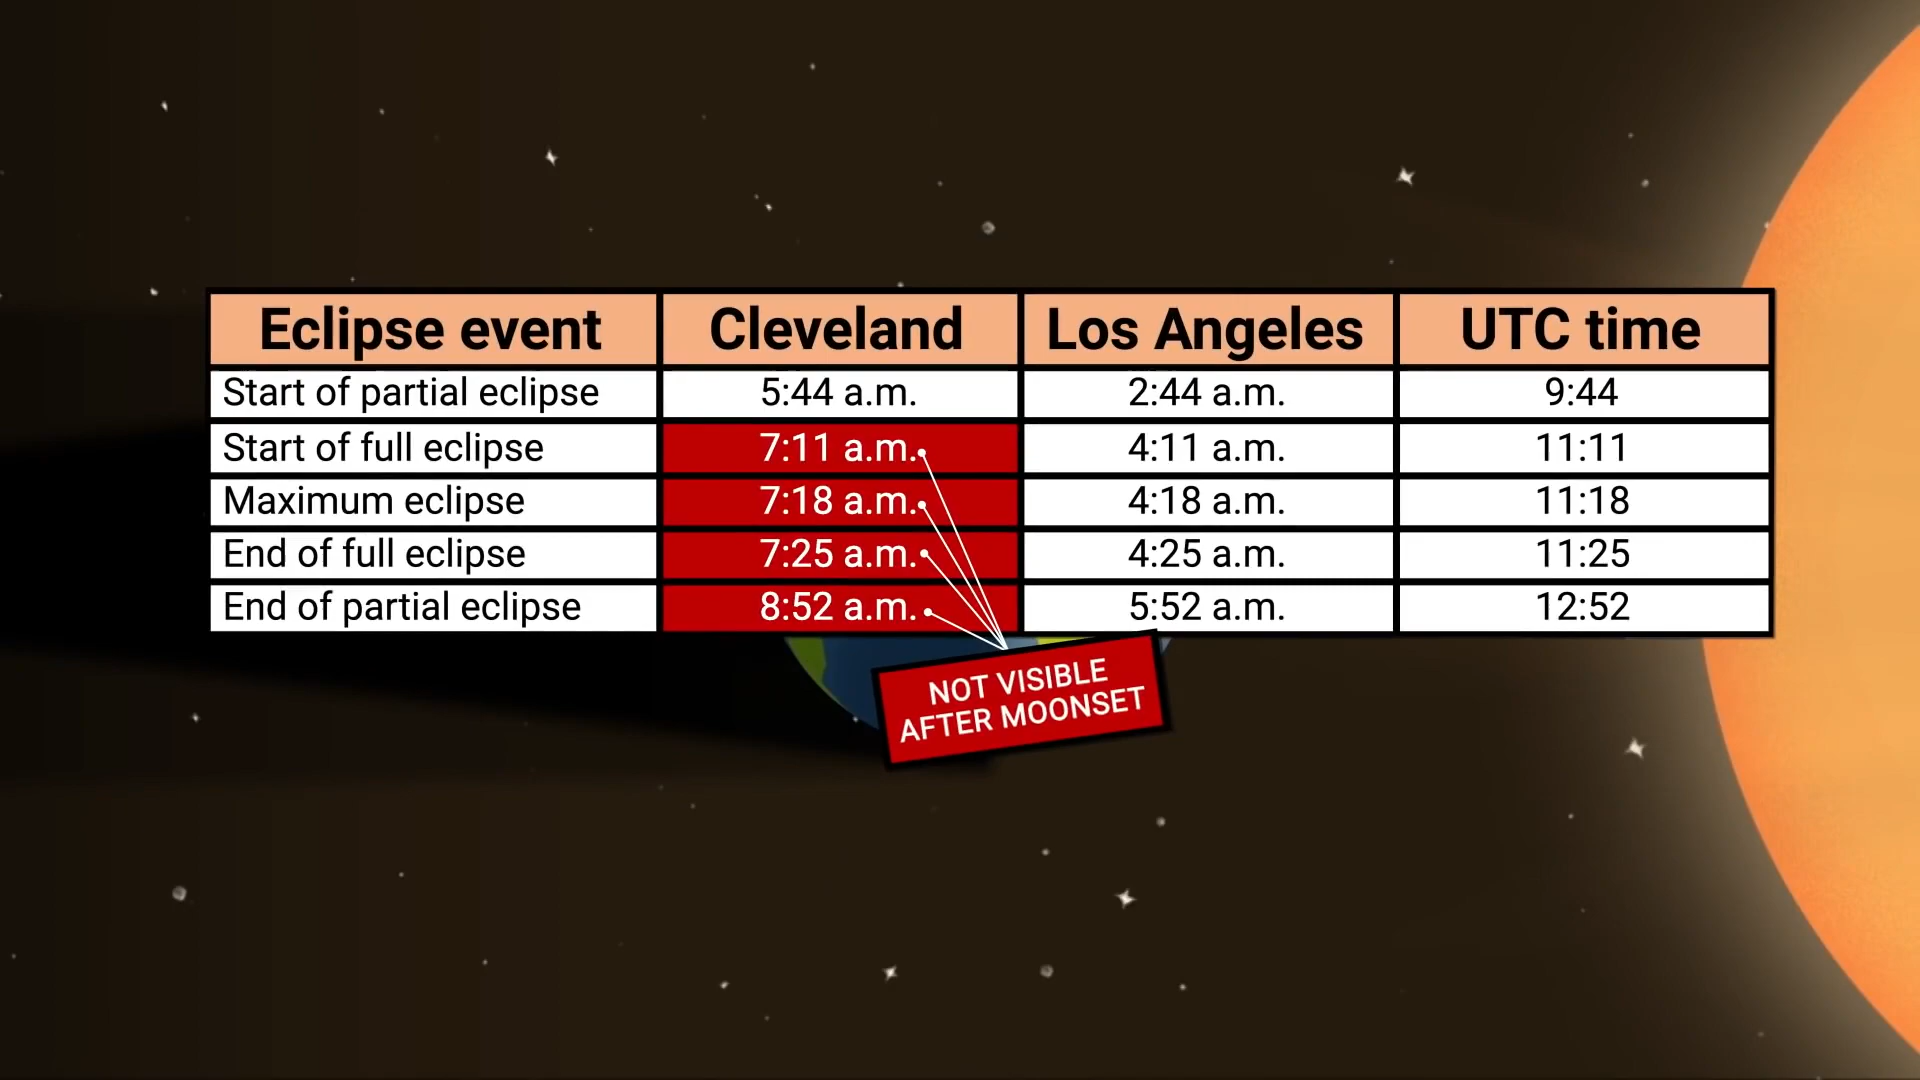 Eclipse event Cleveland Los Angeles UTC time
Start of partial eclipse 5:44 a.m. 2:44 a.m. 9:44
Start of full eclipse 7:11 a.m. 4:11 a.m. 11:11
Maximum eclipse 7:18 a.m. 4:18 a.m. 11:18
End of full eclipse 7:25 a.m. 4:25 a.m. 11:25
End of partial eclipse 8:52 a.m. 5:52 a.m. 12:52
NOT VISIBLE
AFTER MOONSET